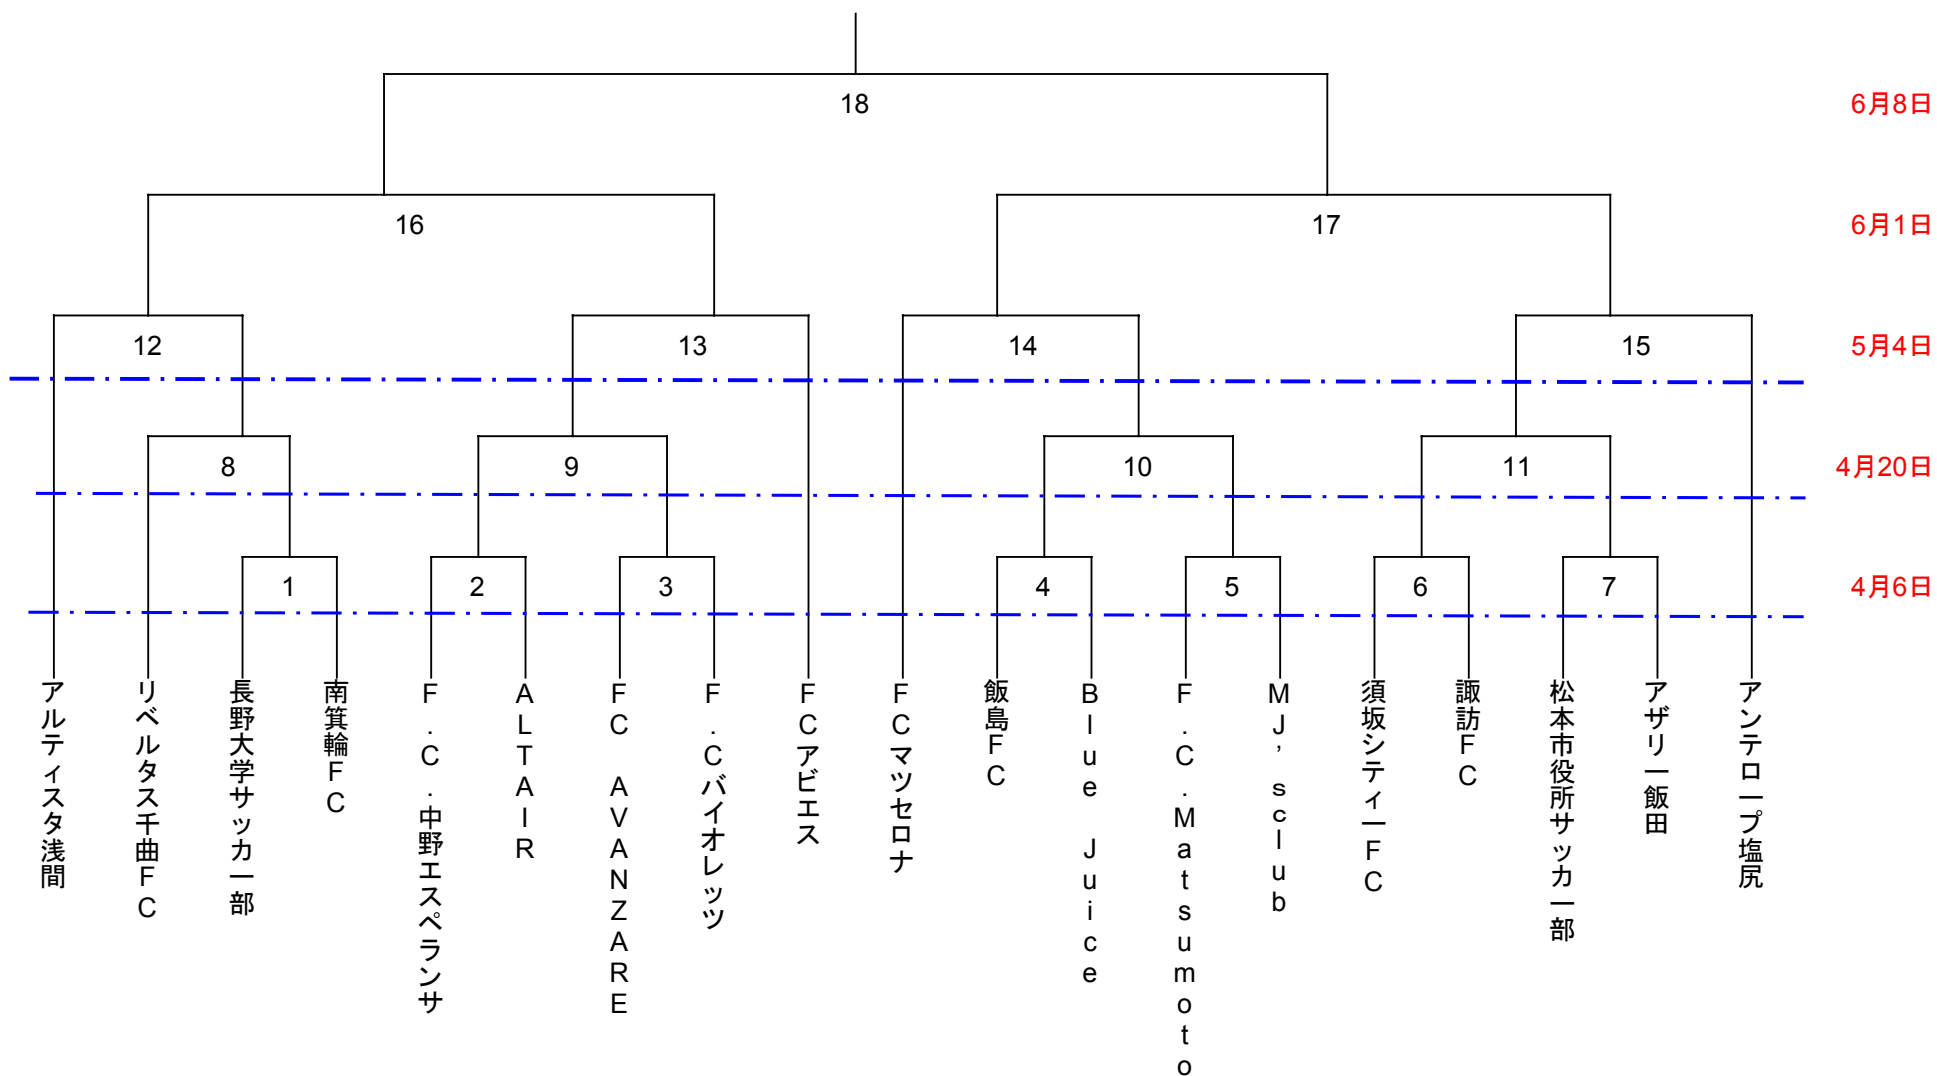 18
6月8日
16
17
6月1日
12
13
14
15
5月4日
8
9
10
11
4月20日
1
2
3
4
5
6
7
4月6日
アルティスタ浅間
リベルタス千曲FC
長野大学サッカー部
南箕輪FC
F.C.中野エスペランサ
ALTAIR
FC AVANZARE
F.Cバイオレッツ
FCアビエス
FCマツセロナ
飯島FC
Blue Juice
F.C.Matsumoto
MJ’sclub
須坂シティーFC
諏訪FC
松本市役所サッカー部
アザリー飯田
アンテロープ塩尻